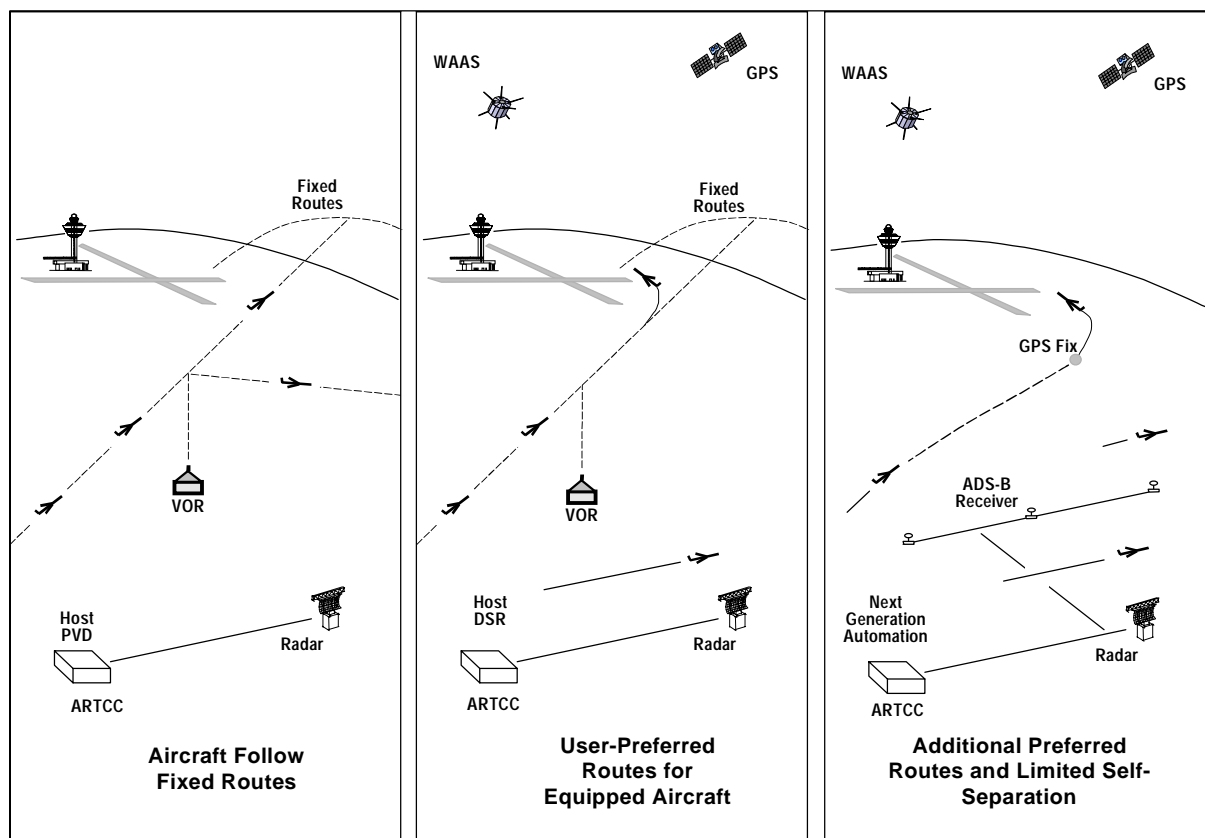 Fixed
Routes
VOR
Host
PVD
Radar
ARTCC
Aircraft Follow
Fixed Routes
WAAS
GPS
Fixed
Routes
VOR
Host
DSR
Radar
ARTCC
User-Preferred
Routes for
Equipped Aircraft
WAAS
GPS
GPS Fix
ADS-B
Receiver
Next
Generation
Automation
Radar
ARTCC
Additional Preferred
Routes and Limited Self-
Separation